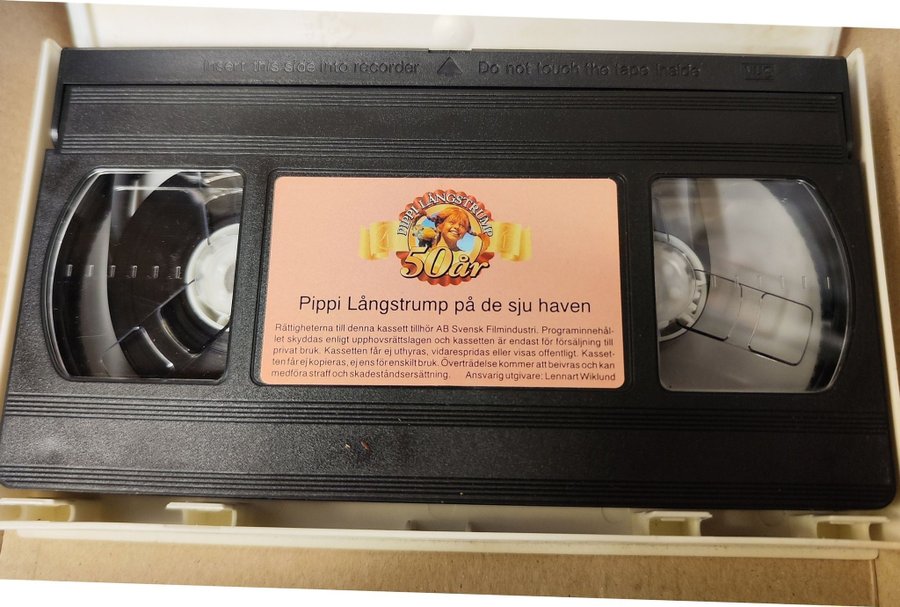 Insert this side into recorder Do not touch the tape inside VHS
PIPPI LÅNGSTRUMP
50år
Pippi Långstrump på de sju haven
Rättigheterna till denna kassett tillhör AB Svensk Filmindustri. Programinnehål-
let skyddas enligt upphovsrättslagen och kassetten är endast för försäljning till
privat bruk. Kassetten får ej uthyras, vidarespridas eller visas offentligt. Kasset-
ten får ej kopieras, ej ens för enskilt bruk. Överträdelse kommer att beivras och kan
medföra straff och skadeståndsersättning. Ansvarig utgivare: Lennart Wiklund